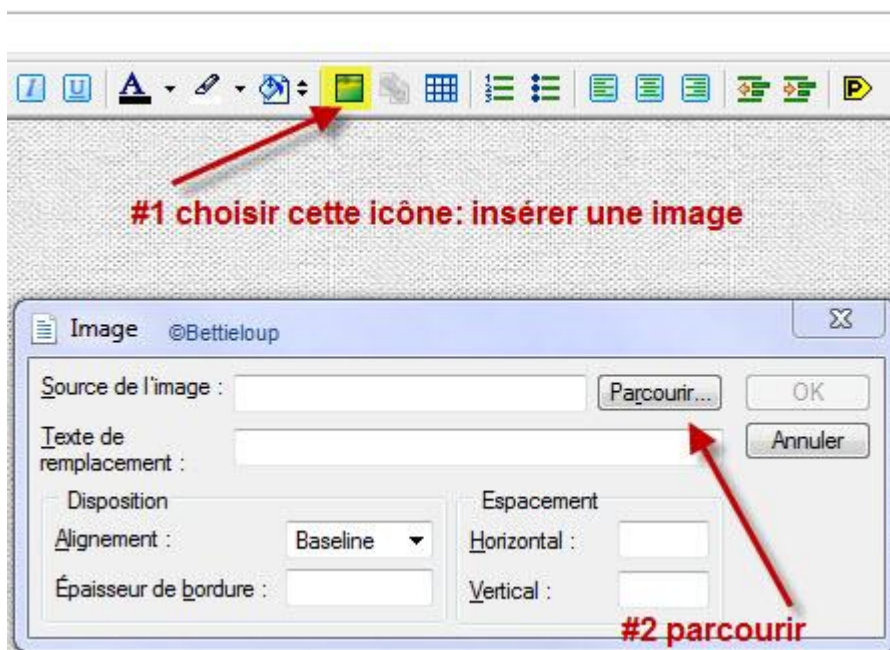 I U A P
#1 choisir cette icône: insérer une image
Image ©Bettieloup
Source de l'image : Parcourir... OK
Texte de remplacement : Annuler
Disposition Espacement
Alignement : Baseline Horizontal :
Épaisseur de bordure : Vertical :
#2 parcourir